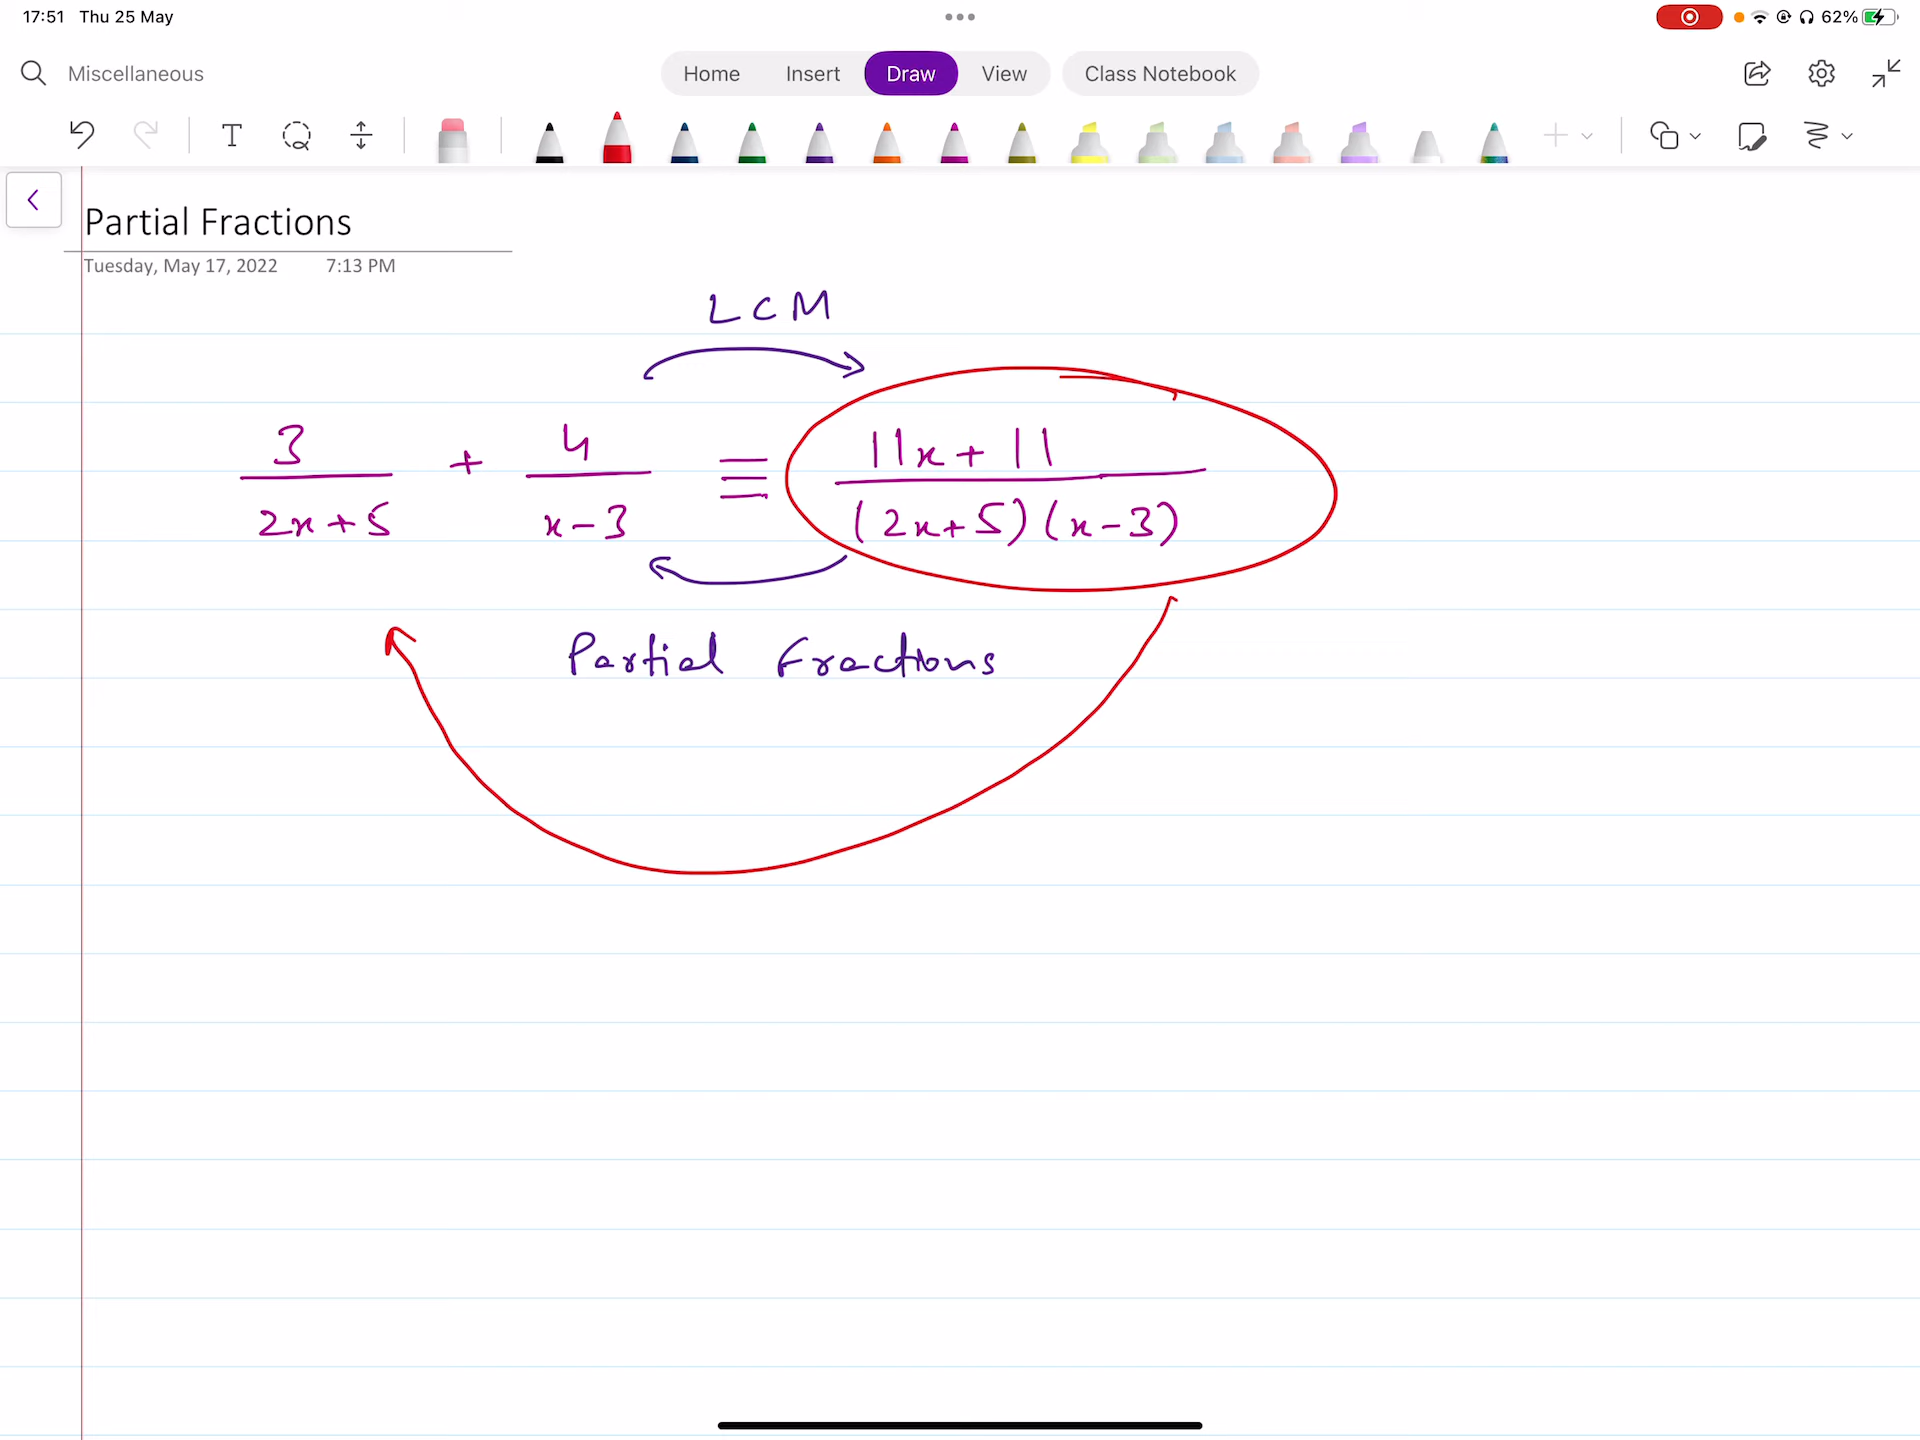 17:51 Thu 25 May
62%
Miscellaneous
Home Insert Draw View Class Notebook
T
Partial Fractions
Tuesday, May 17, 2022 7:13 PM
LCM
3 + 4 ≡ 11x + 11
2x + 5 x - 3 (2x + 5)(x - 3)
Partial Fractions